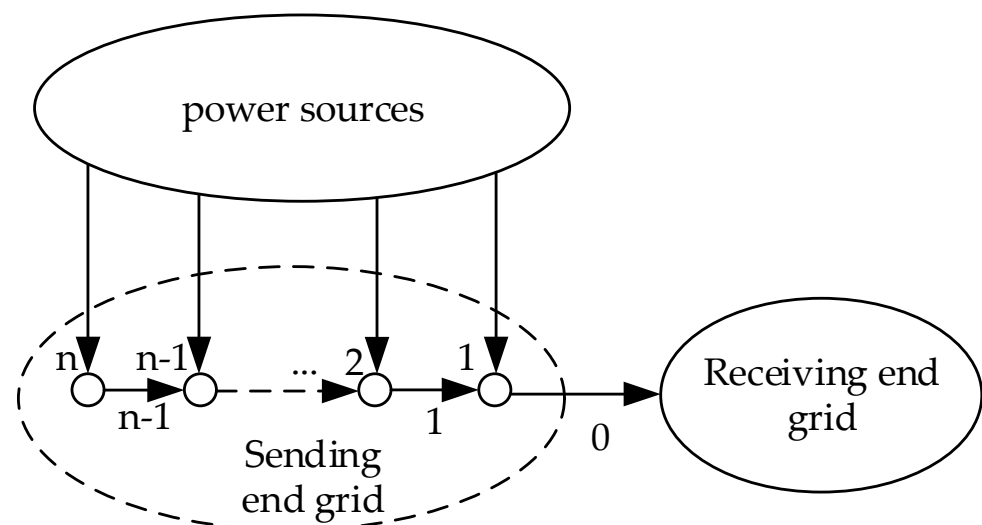 power sources
n
n-1
...
2
1
n-1
1
0
Sending
end grid
Receiving end
grid